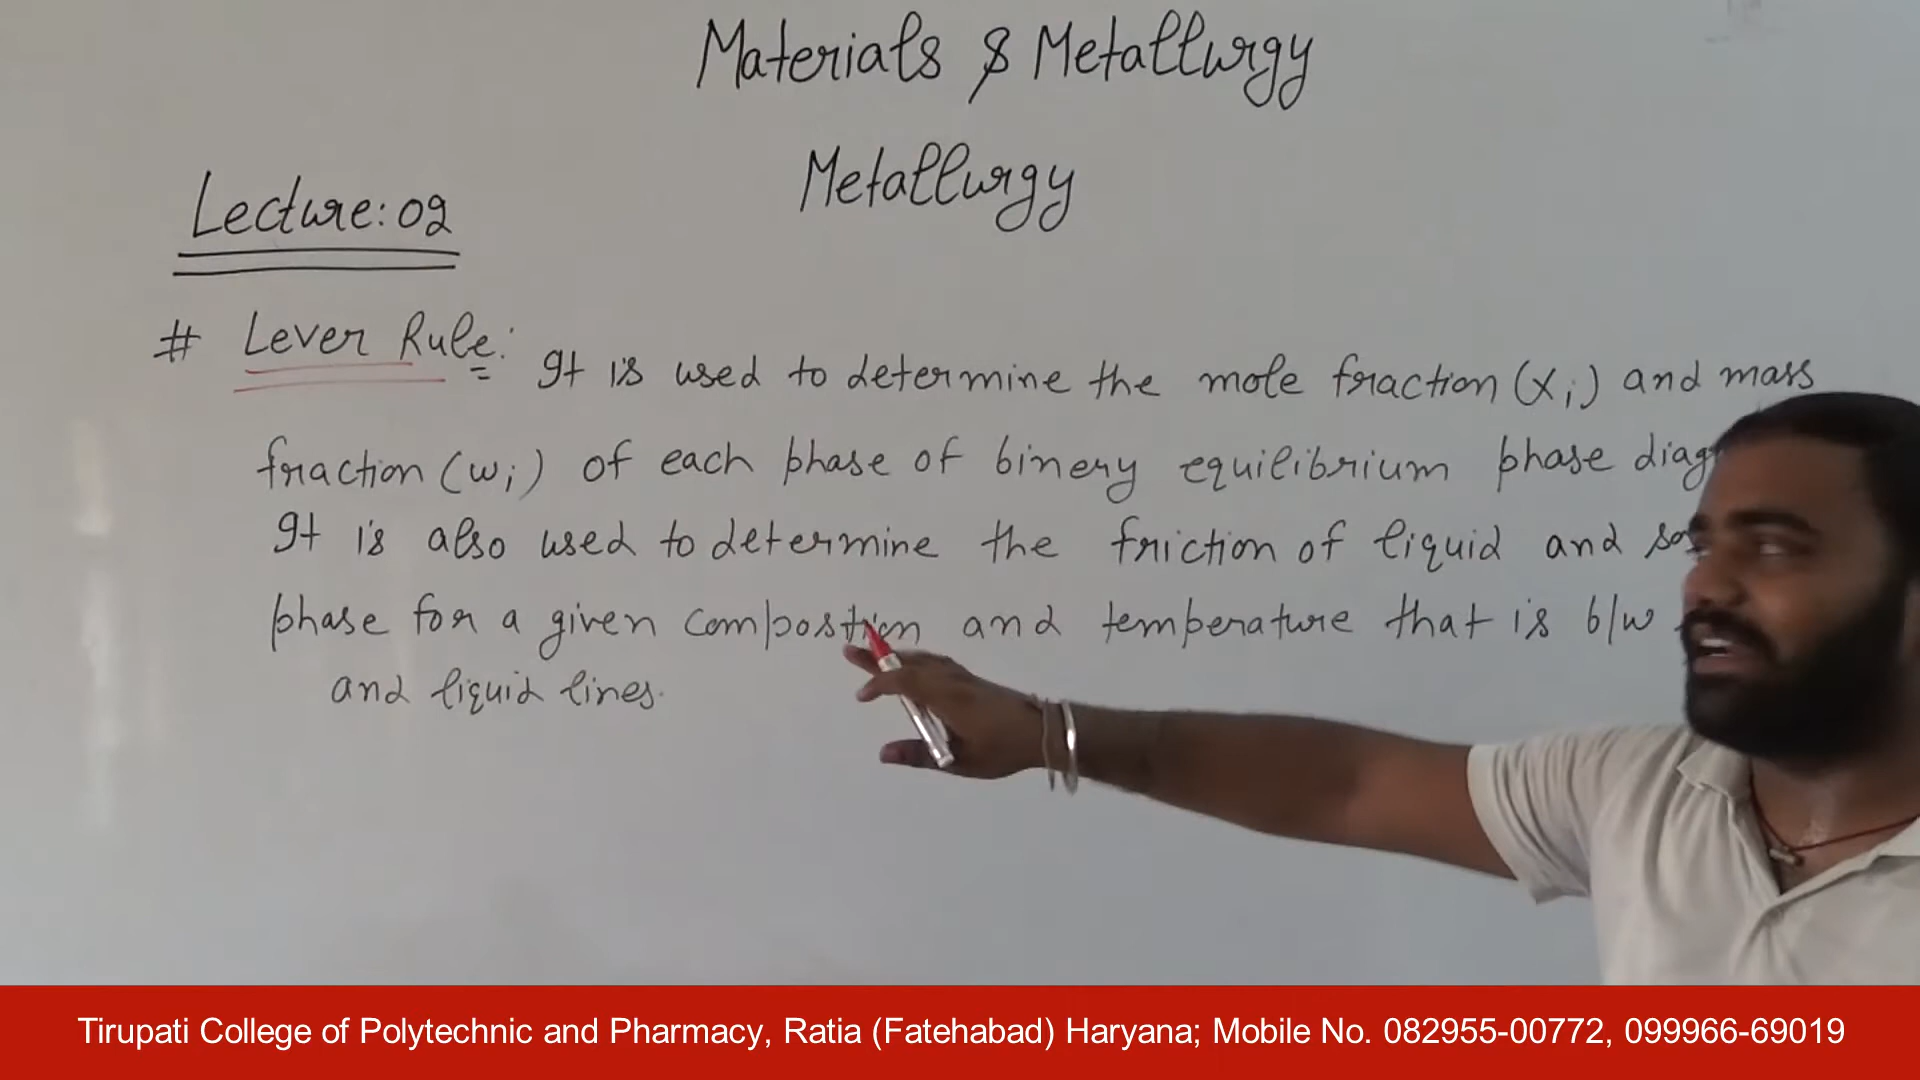 Materials & Metallurgy
Metallurgy
Lecture:02
# Lever Rule: It is used to determine the mole fraction (xi) and mass
fraction (wi) of each phase of binery equilibrium phase diag
It is also used to determine the friction of liquid and so
phase for a given compostion and temperature that is b/w
and liquid lines.
Tirupati College of Polytechnic and Pharmacy, Ratia (Fatehabad) Haryana; Mobile No. 082955-00772, 099966-69019